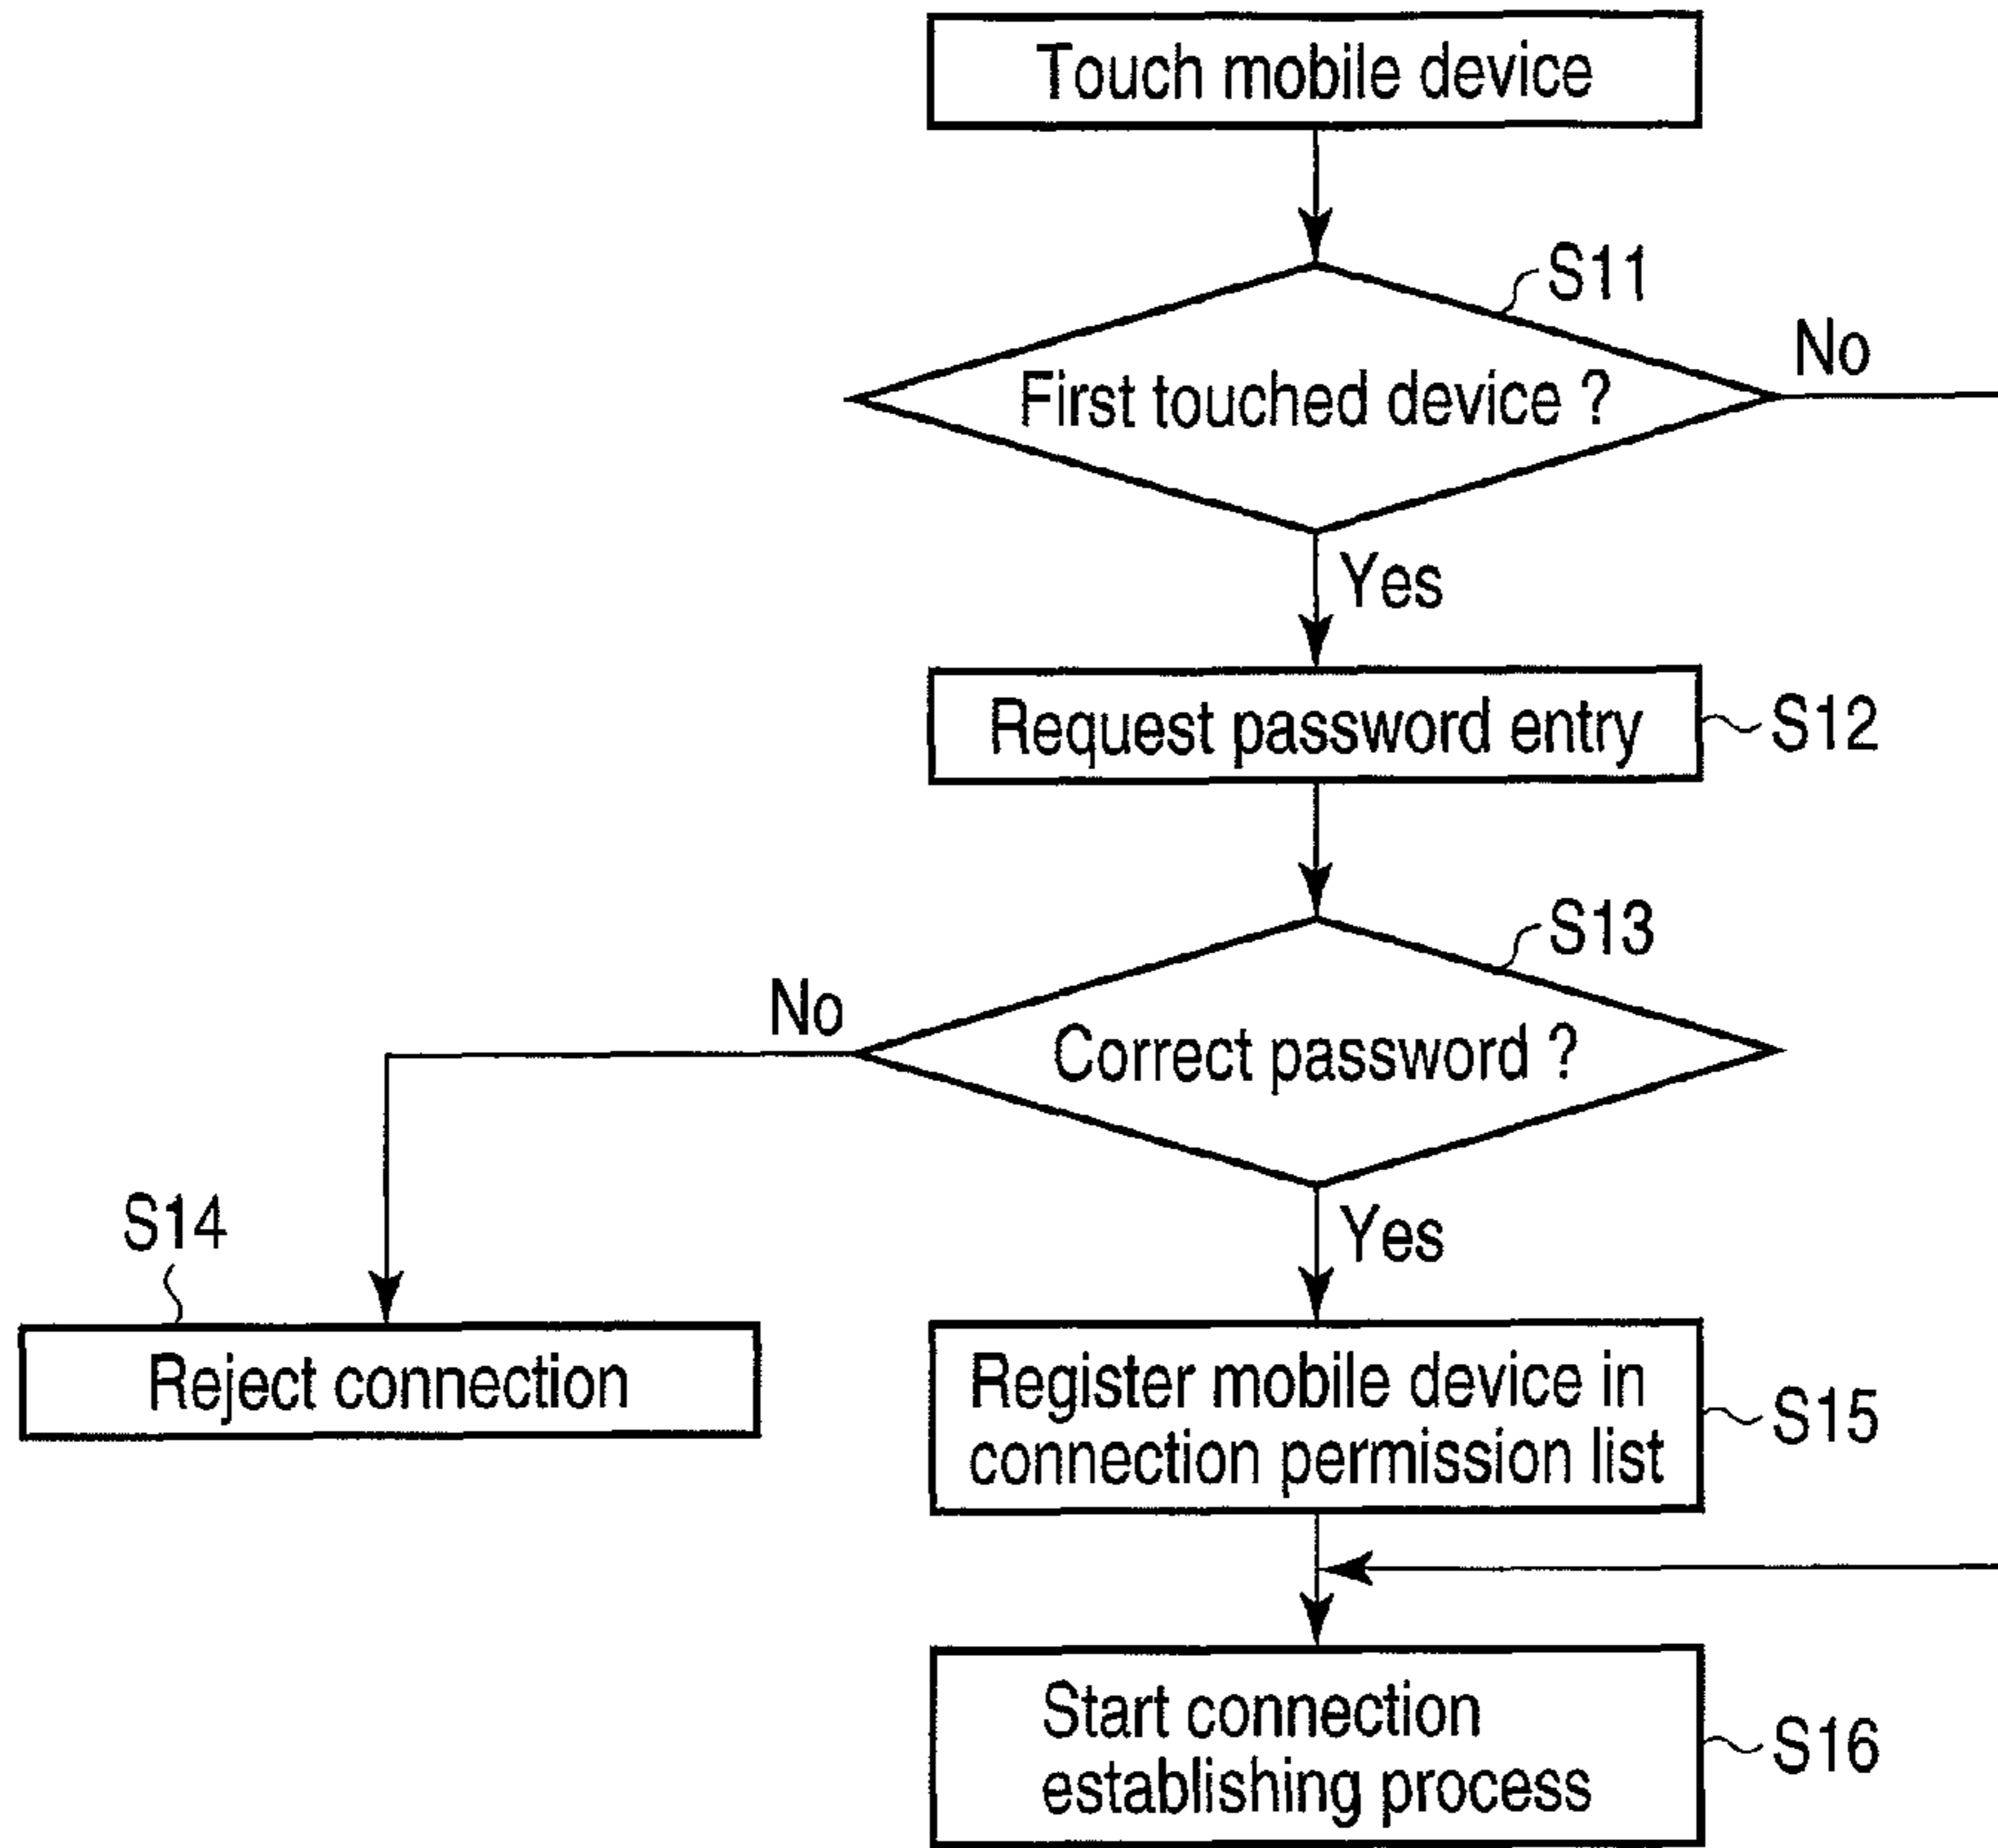 Touch mobile device
S11
No
First touched device ?
Yes
Request password entry
S12
S13
No
Correct password ?
S14
Yes
Reject connection
Register mobile device in
connection permission list
S15
Start connection
establishing process
S16